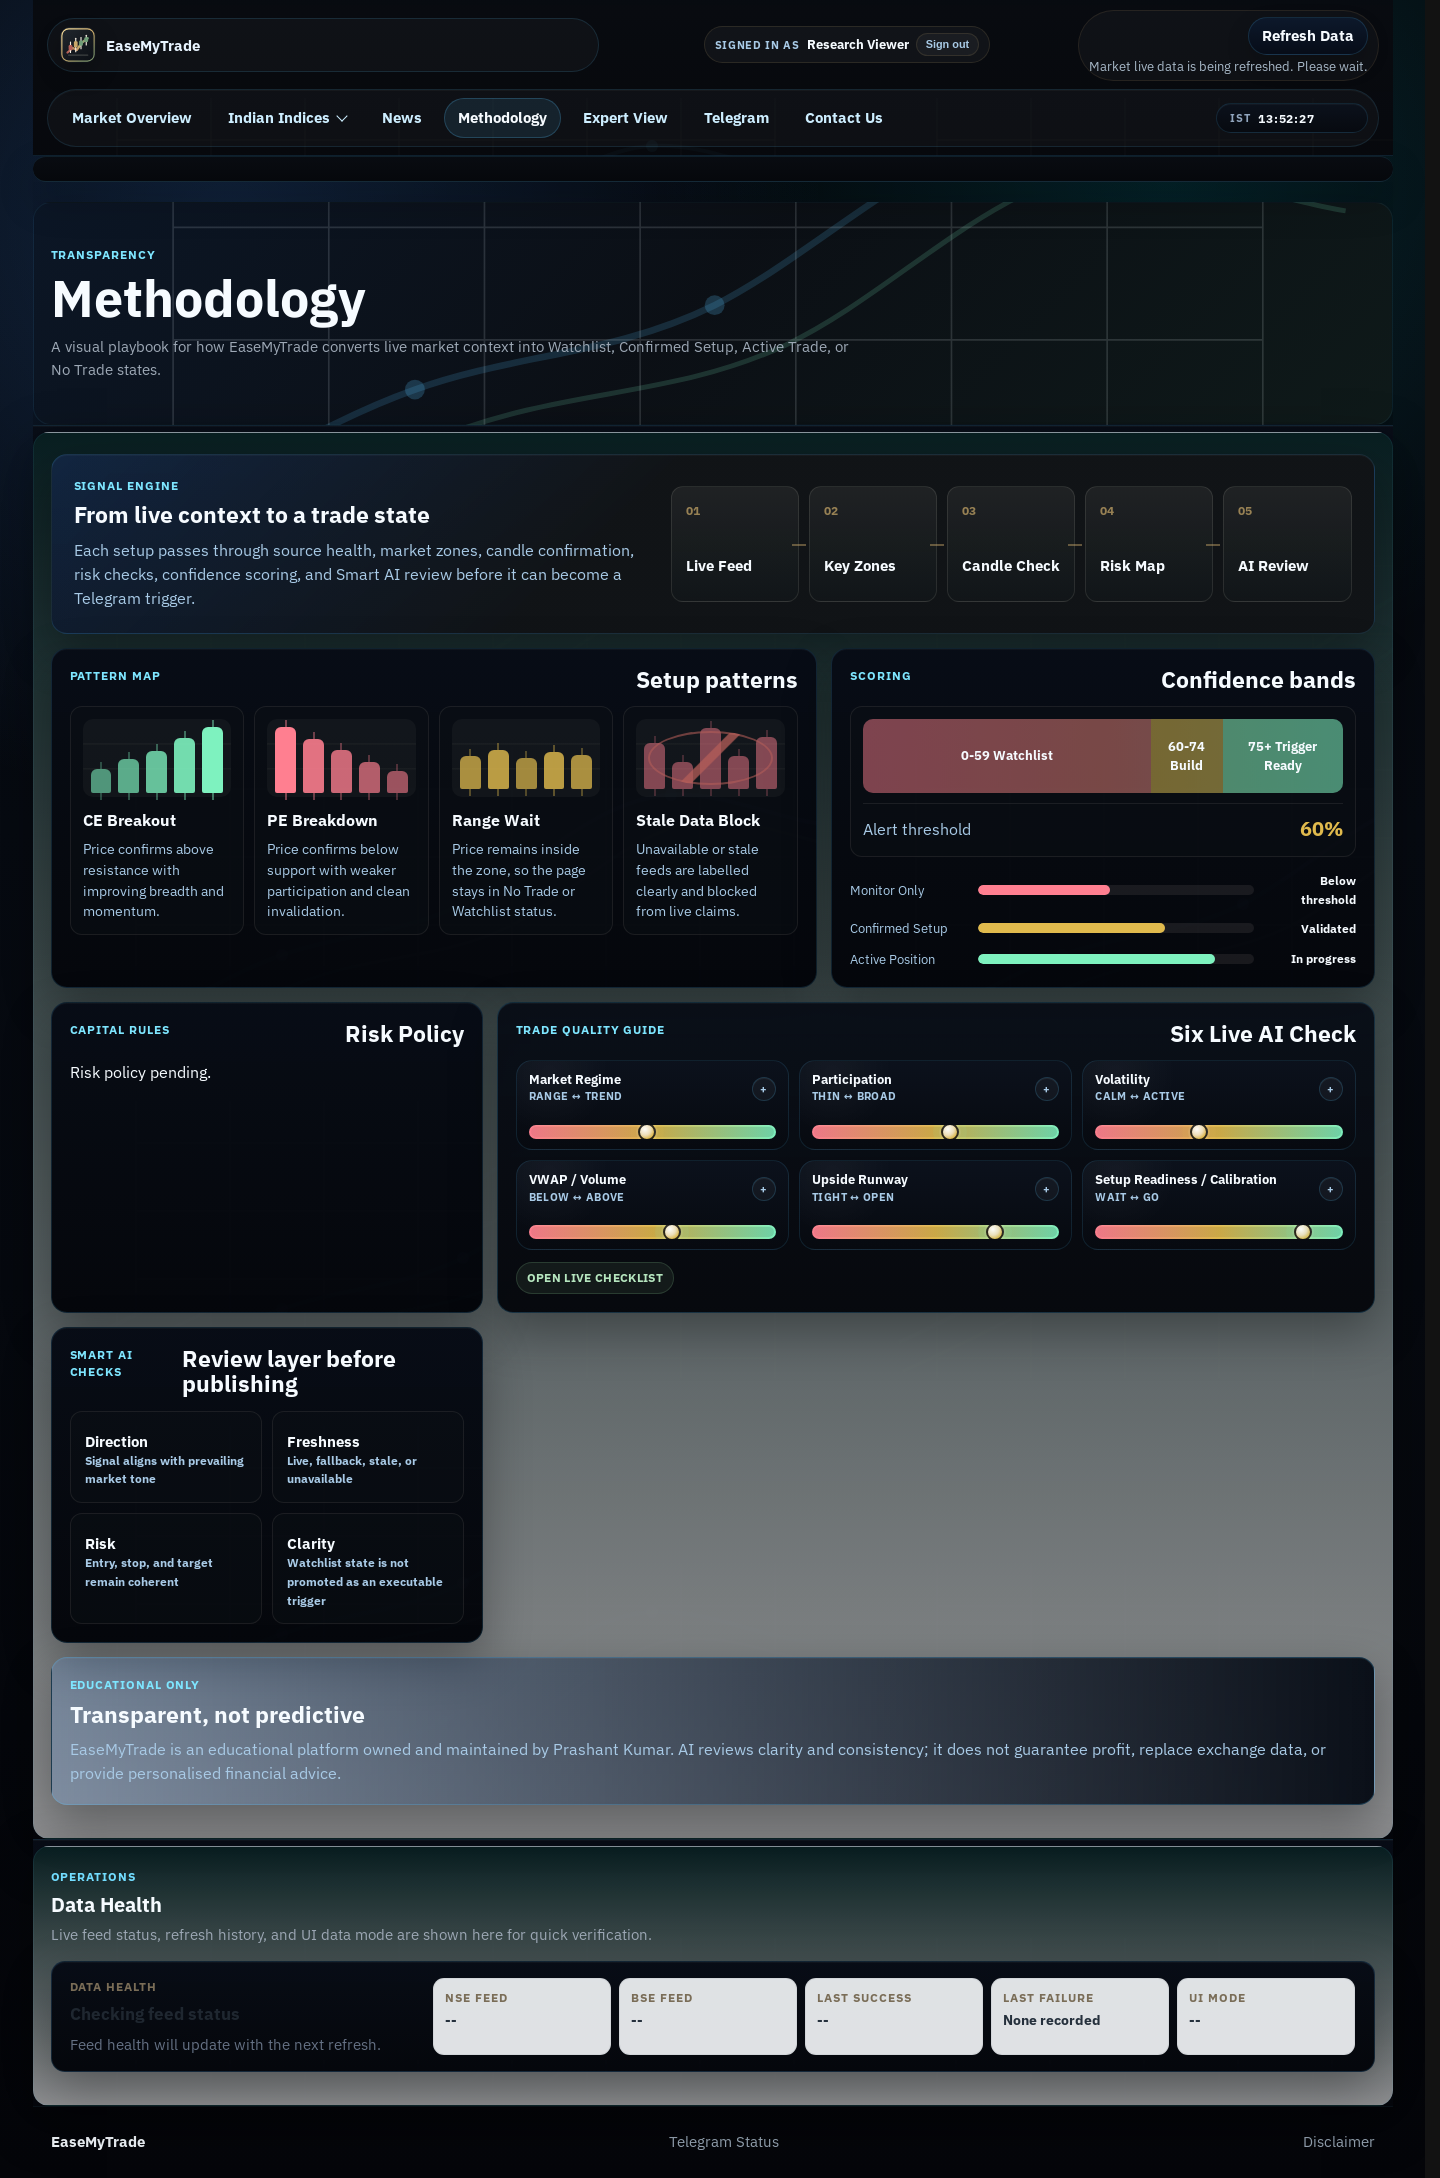 EaseMyTrade
SIGNED IN AS Research Viewer Sign out
Refresh Data
Market live data is being refreshed. Please wait.
Market Overview
Indian Indices
News
Methodology
Expert View
Telegram
Contact Us
IST 13:52:27
TRANSPARENCY
Methodology
A visual playbook for how EaseMyTrade converts live market context into Watchlist, Confirmed Setup, Active Trade, or
No Trade states.
SIGNAL ENGINE
From live context to a trade state
Each setup passes through source health, market zones, candle confirmation,
risk checks, confidence scoring, and Smart AI review before it can become a
Telegram trigger.
01
Live Feed
02
Key Zones
03
Candle Check
04
Risk Map
05
AI Review
PATTERN MAP
Setup patterns
CE Breakout
Price confirms above
resistance with
improving breadth and
momentum.
PE Breakdown
Price confirms below
support with weaker
participation and clean
invalidation.
Range Wait
Price remains inside
the zone, so the page
stays in No Trade or
Watchlist status.
Stale Data Block
Unavailable or stale
feeds are labelled
clearly and blocked
from live claims.
SCORING
Confidence bands
0-59 Watchlist
60-74
Build
75+ Trigger
Ready
Alert threshold
60%
Monitor Only
Below
threshold
Confirmed Setup
Validated
Active Position
In progress
CAPITAL RULES
Risk Policy
Risk policy pending.
TRADE QUALITY GUIDE
Six Live AI Check
Market Regime
RANGE ↔ TREND
+
Participation
THIN ↔ BROAD
+
Volatility
CALM ↔ ACTIVE
+
VWAP / Volume
BELOW ↔ ABOVE
+
Upside Runway
TIGHT ↔ OPEN
+
Setup Readiness / Calibration
WAIT ↔ GO
+
OPEN LIVE CHECKLIST
SMART AI
CHECKS
Review layer before
publishing
Direction
Signal aligns with prevailing
market tone
Freshness
Live, fallback, stale, or
unavailable
Risk
Entry, stop, and target
remain coherent
Clarity
Watchlist state is not
promoted as an executable
trigger
EDUCATIONAL ONLY
Transparent, not predictive
EaseMyTrade is an educational platform owned and maintained by Prashant Kumar. AI reviews clarity and consistency; it does not guarantee profit, replace exchange data, or
provide personalised financial advice.
OPERATIONS
Data Health
Live feed status, refresh history, and UI data mode are shown here for quick verification.
DATA HEALTH
Checking feed status
Feed health will update with the next refresh.
NSE FEED
--
BSE FEED
--
LAST SUCCESS
--
LAST FAILURE
None recorded
UI MODE
--
EaseMyTrade
Telegram Status
Disclaimer